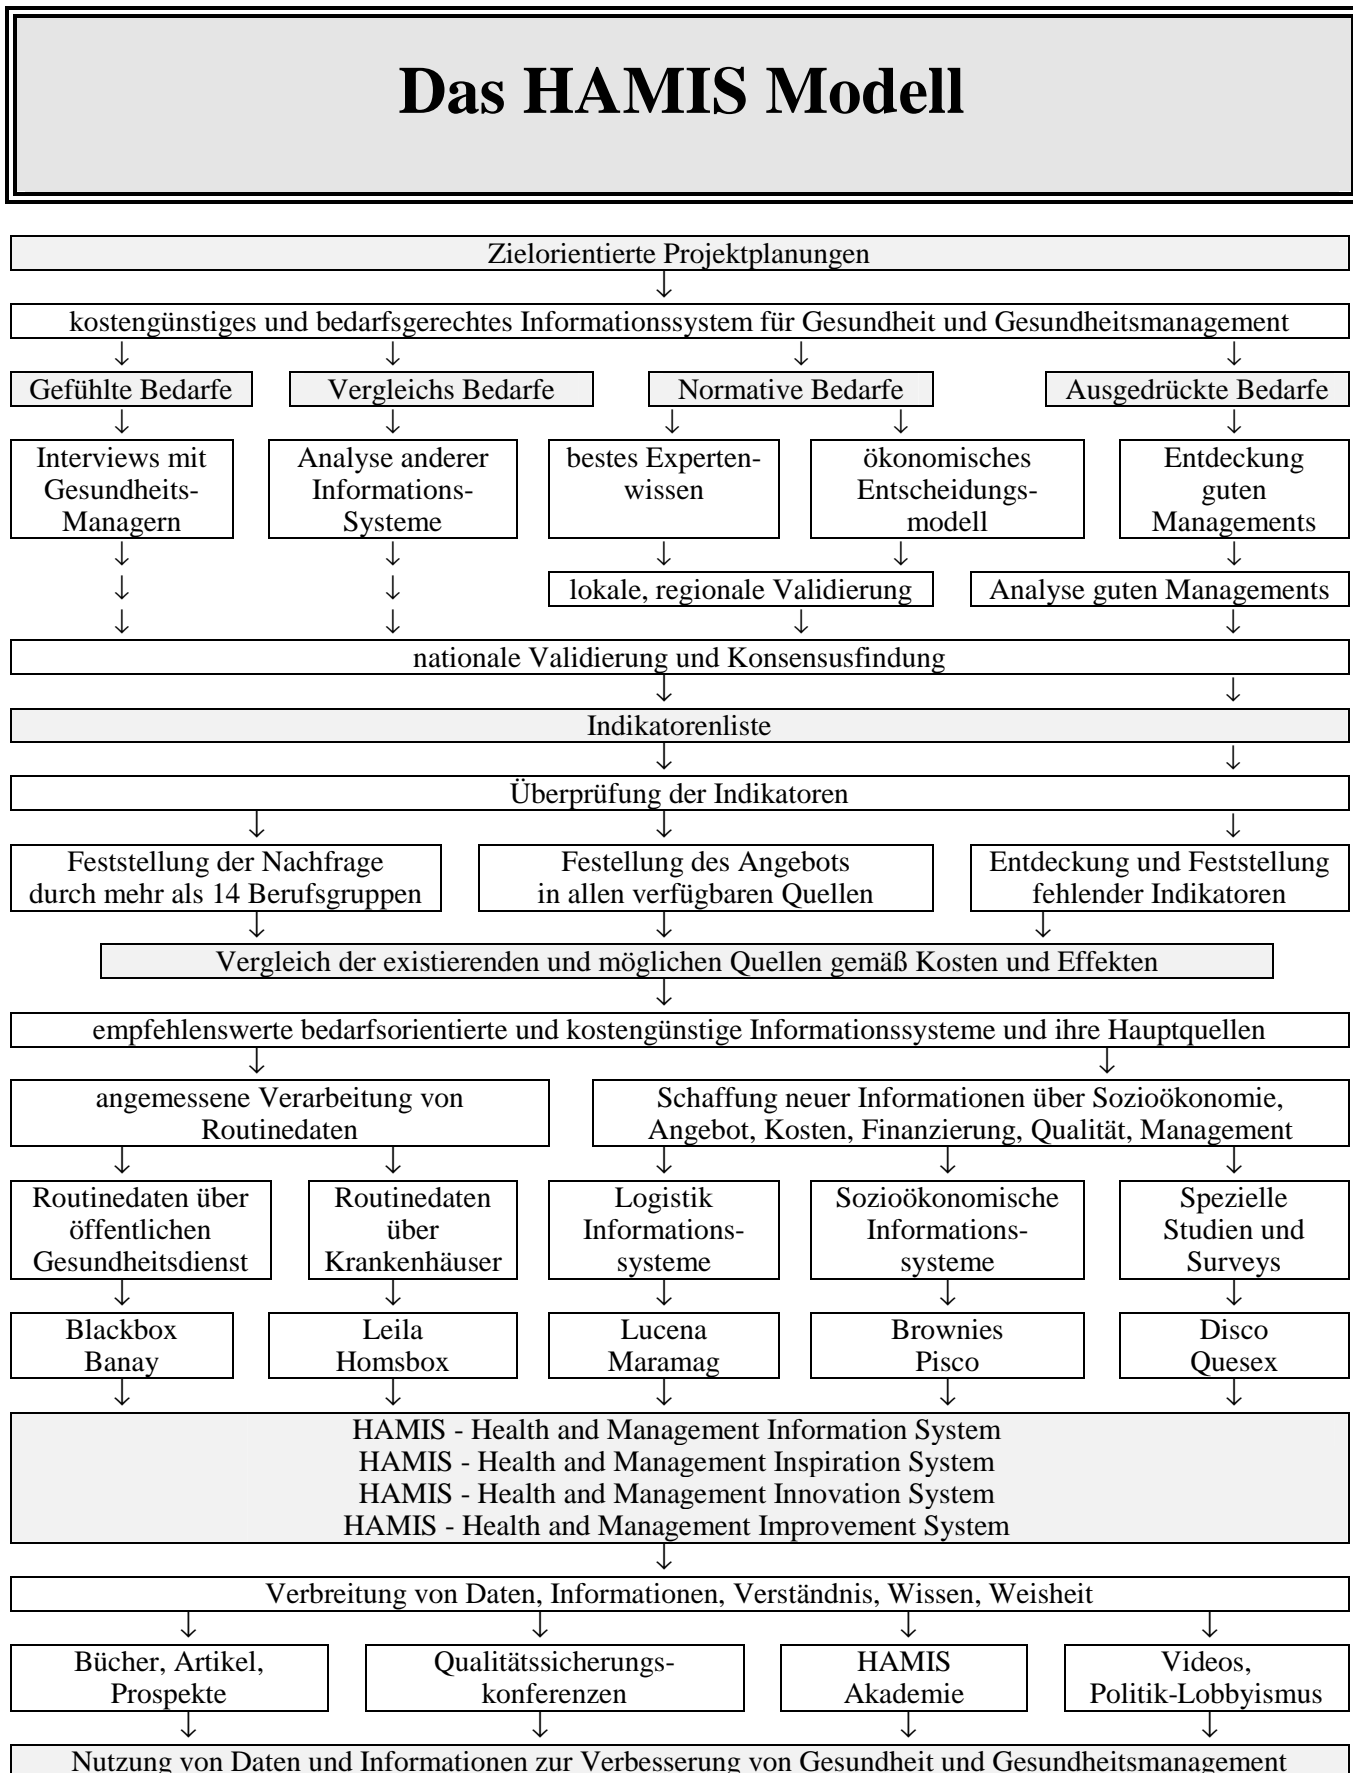 Das HAMIS Modell
Zielorientierte Projektplanungen
↓
kostengünstiges und bedarfsgerechtes Informationssystem für Gesundheit und Gesundheitsmanagement
↓ ↓ ↓ ↓
Gefühlte Bedarfe
Vergleichs Bedarfe
Normative Bedarfe
Ausgedrückte Bedarfe
↓ ↓ ↓ ↓ ↓
Interviews mit
Gesundheits-
Managern
Analyse anderer
Informations-
Systeme
bestes Experten-
wissen
ökonomisches
Entscheidungs-
modell
Entdeckung
guten
Managements
↓ ↓ ↓ ↓ ↓
↓ ↓
lokale, regionale Validierung
Analyse guten Managements
↓ ↓ ↓ ↓
nationale Validierung und Konsensusfindung
↓ ↓
Indikatorenliste
↓ ↓
Überprüfung der Indikatoren
↓ ↓ ↓
Feststellung der Nachfrage
durch mehr als 14 Berufsgruppen
Festellung des Angebots
in allen verfügbaren Quellen
Entdeckung und Feststellung
fehlender Indikatoren
↓ ↓ ↓
Vergleich der existierenden und möglichen Quellen gemäß Kosten und Effekten
↓
empfehlenswerte bedarfsorientierte und kostengünstige Informationssysteme und ihre Hauptquellen
↓ ↓
angemessene Verarbeitung von
Routinedaten
Schaffung neuer Informationen über Sozioökonomie,
Angebot, Kosten, Finanzierung, Qualität, Management
↓ ↓ ↓ ↓ ↓
Routinedaten über
öffentlichen
Gesundheitsdienst
Routinedaten
über
Krankenhäuser
Logistik
Informations-
systeme
Sozioökonomische
Informations-
systeme
Spezielle
Studien und
Surveys
↓ ↓ ↓ ↓ ↓
Blackbox
Banay
Leila
Homsbox
Lucena
Maramag
Brownies
Pisco
Disco
Quesex
↓ ↓ ↓ ↓ ↓
HAMIS - Health and Management Information System
HAMIS - Health and Management Inspiration System
HAMIS - Health and Management Innovation System
HAMIS - Health and Management Improvement System
↓
Verbreitung von Daten, Informationen, Verständnis, Wissen, Weisheit
↓ ↓ ↓ ↓
Bücher, Artikel,
Prospekte
Qualitätssicherungs-
konferenzen
HAMIS
Akademie
Videos,
Politik-Lobbyismus
↓ ↓ ↓ ↓
Nutzung von Daten und Informationen zur Verbesserung von Gesundheit und Gesundheitsmanagement